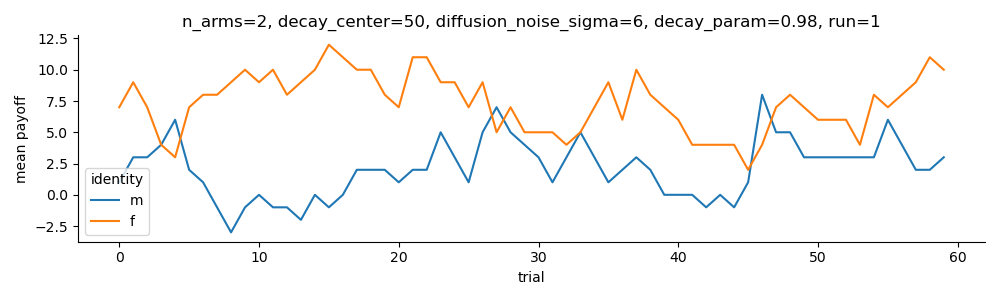 n_arms=2, decay_center=50, diffusion_noise_sigma=6, decay_param=0.98, run=1
12.5
10.0
7.5
5.0
2.5
0.0
−2.5
mean payoff
identity
m
f
0 10 20 30 40 50 60
trial